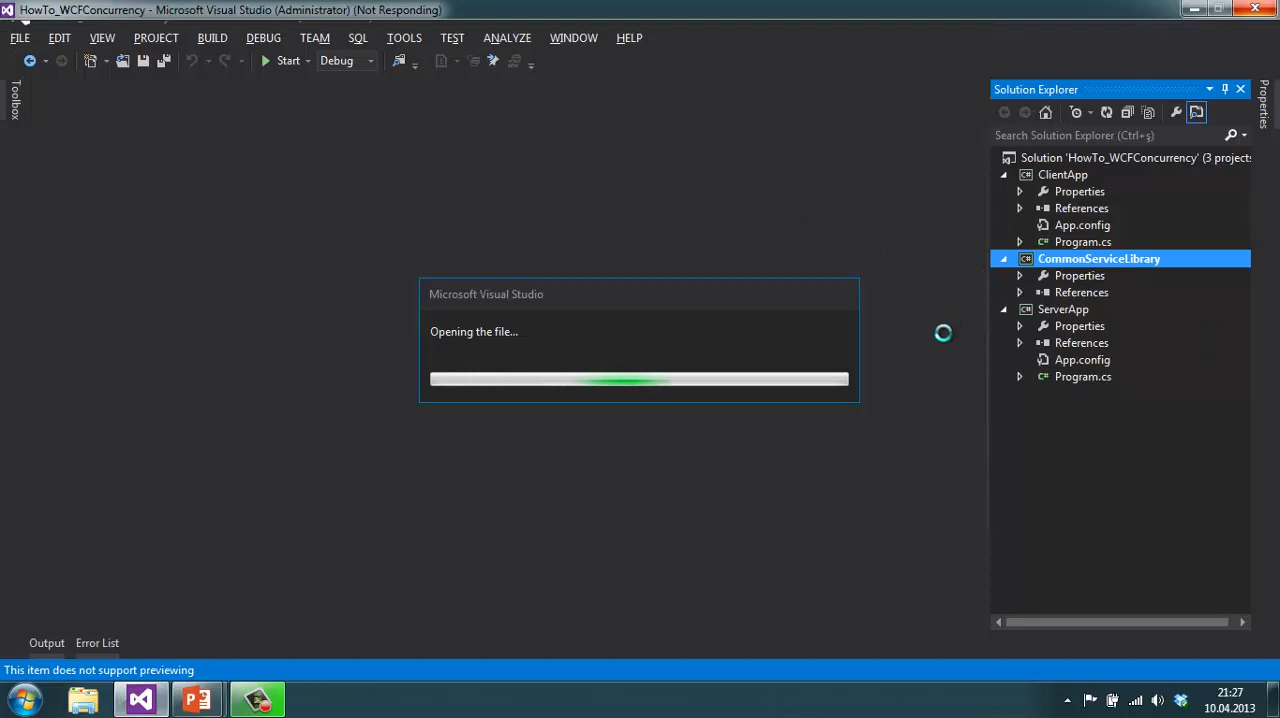 HowTo_WCFConcurrency - Microsoft Visual Studio (Administrator) (Not Responding)
FILE EDIT VIEW PROJECT BUILD DEBUG TEAM SQL TOOLS TEST ANALYZE WINDOW HELP
Start Debug
Toolbox
Solution Explorer
Properties
Search Solution Explorer (Ctrl+ş)
Solution 'HowTo_WCFConcurrency' (3 projects
ClientApp
Properties
References
App.config
Program.cs
CommonServiceLibrary
Properties
References
ServerApp
Properties
References
App.config
Program.cs
Microsoft Visual Studio
Opening the file...
Output Error List
This item does not support previewing
21:27
10.04.2013